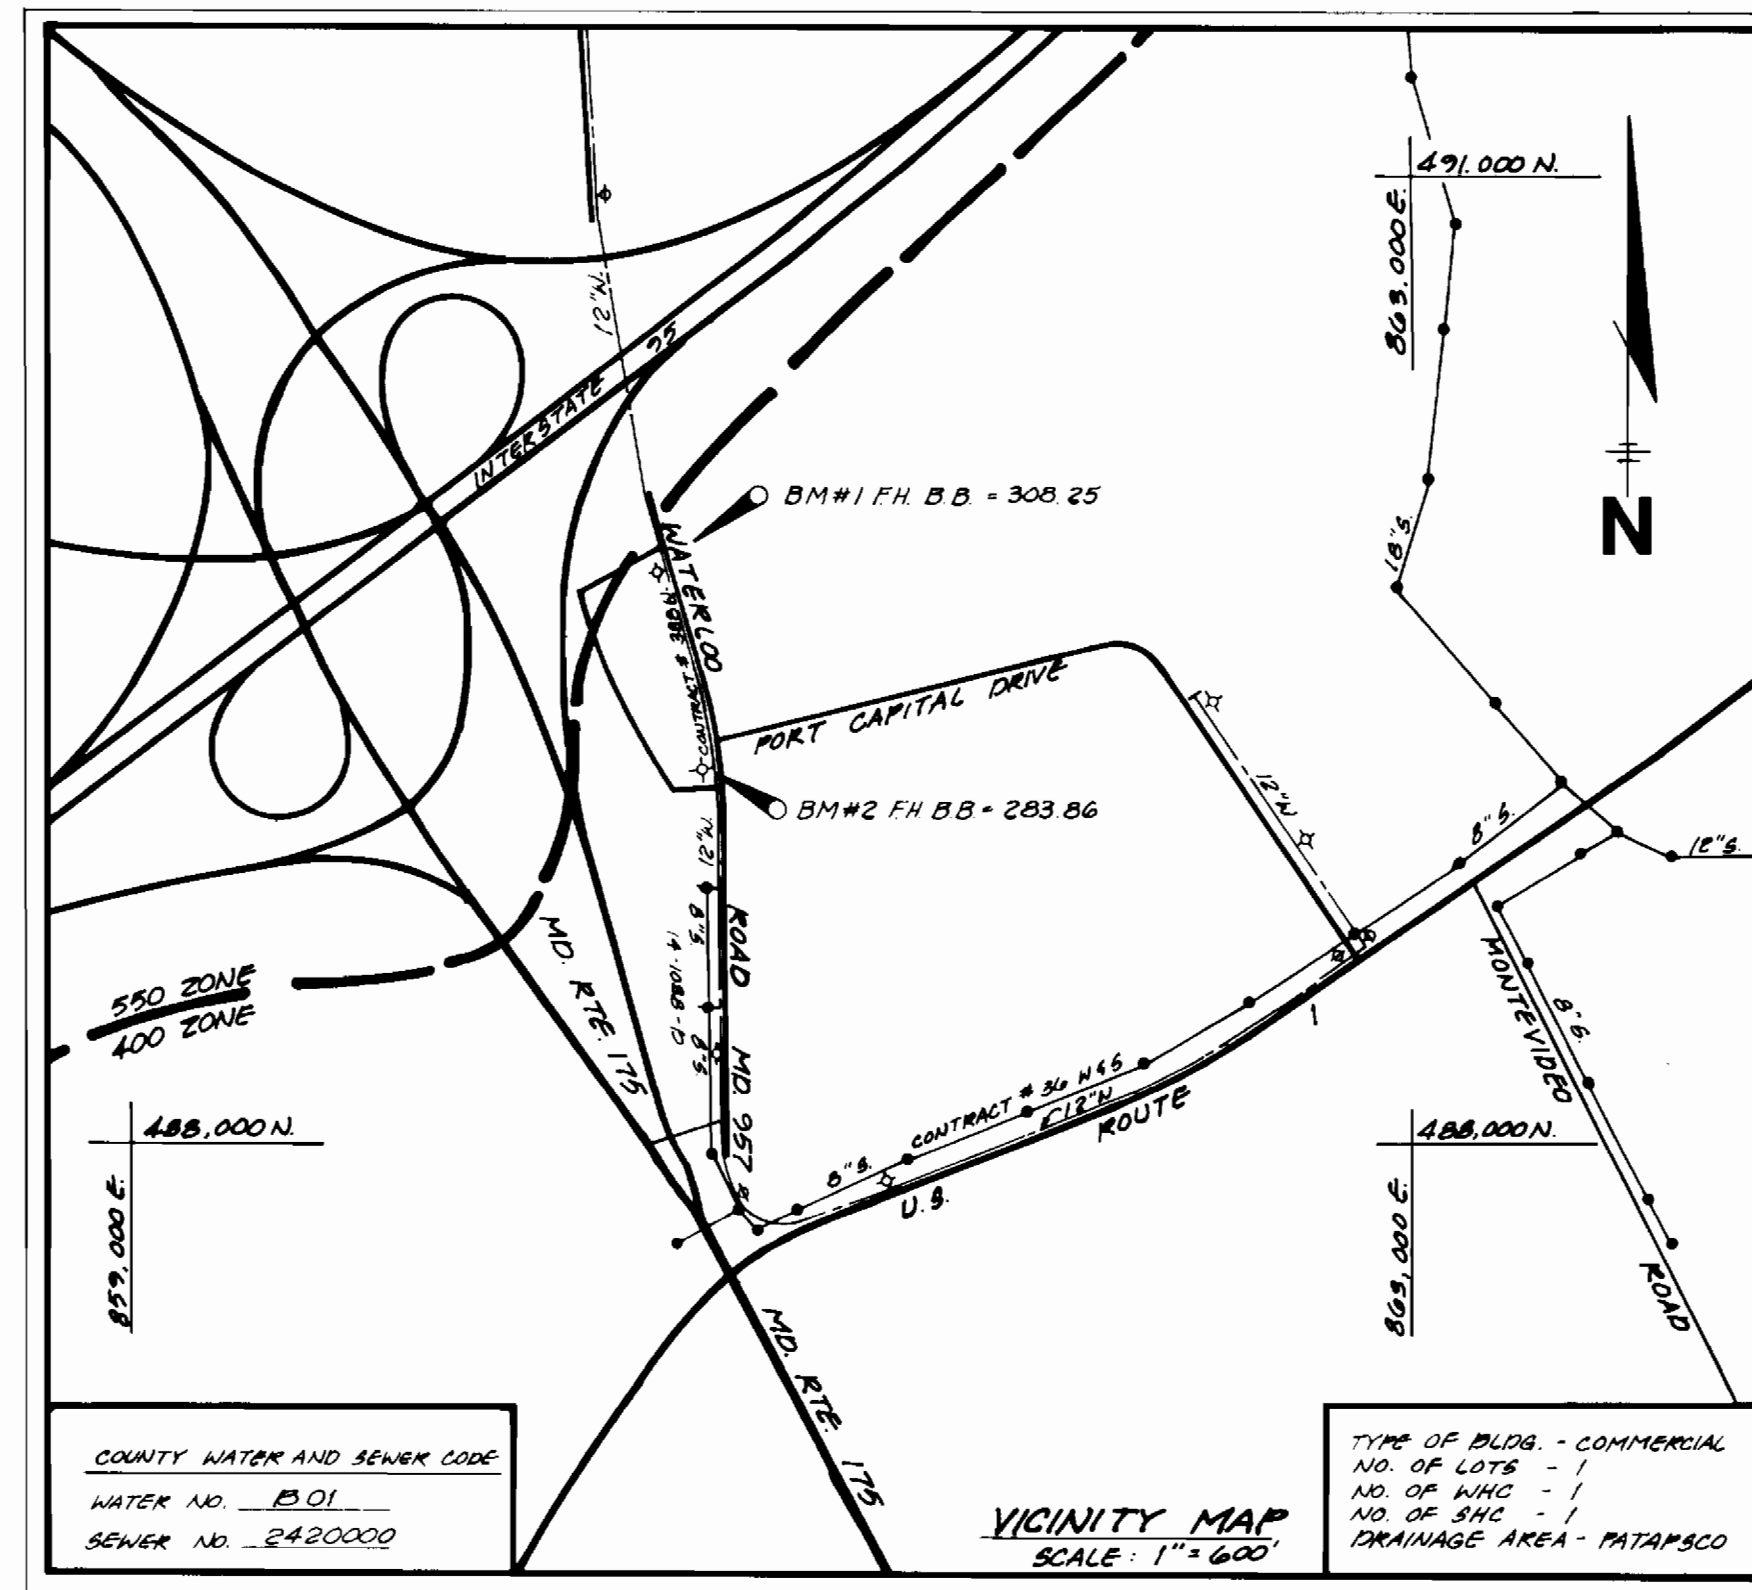 491.000 N.
863.000 E.
12"W.
INTERSTATE 95
BM#1 F.H. B.B. = 308.25
N
18"S.
WATERLOO
CONTRACT #
PORT CAPITAL DRIVE
12"W
BM#2 F.H. B.B. = 283.86
12"W.
8"S.
12"S.
8"S.
ROAD
MD. RTE. 175
MONTEVIDEO
8"S.
550 ZONE
400 ZONE
8"S.
1
MD. 957
CONTRACT # 36 W&S
12"W
ROUTE
488,000 N.
488,000 N.
8"S.
U.S.
859,000 E.
863,000 E.
ROAD
MD. RTE. 175
COUNTY WATER AND SEWER CODE
WATER NO. B01
SEWER NO. 2420000
VICINITY MAP
SCALE: 1"=600'
TYPE OF BLDG. - COMMERCIAL
NO. OF LOTS - 1
NO. OF WHC - 1
NO. OF SHC - 1
DRAINAGE AREA - PATAPSCO